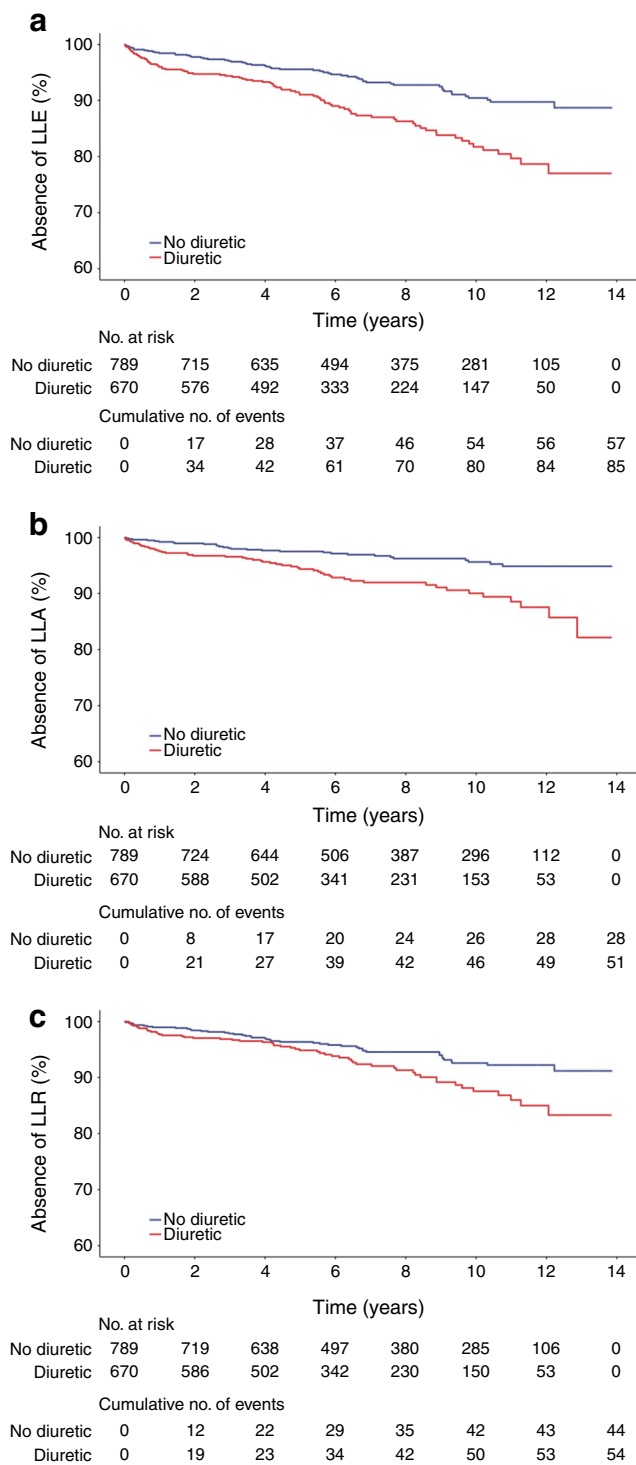 a
100
90
80
70
60
Absence of LLE (%)
No diuretic
Diuretic
0 2 4 6 8 10 12 14
Time (years)
No. at risk
No diuretic 789 715 635 494 375 281 105 0
Diuretic 670 576 492 333 224 147 50 0
Cumulative no. of events
No diuretic 0 17 28 37 46 54 56 57
Diuretic 0 34 42 61 70 80 84 85
b
100
90
80
70
60
Absence of LLA (%)
No diuretic
Diuretic
0 2 4 6 8 10 12 14
Time (years)
No. at risk
No diuretic 789 724 644 506 387 296 112 0
Diuretic 670 588 502 341 231 153 53 0
Cumulative no. of events
No diuretic 0 8 17 20 24 26 28 28
Diuretic 0 21 27 39 42 46 49 51
c
100
90
80
70
60
Absence of LLR (%)
No diuretic
Diuretic
0 2 4 6 8 10 12 14
Time (years)
No. at risk
No diuretic 789 719 638 497 380 285 106 0
Diuretic 670 586 502 342 230 150 53 0
Cumulative no. of events
No diuretic 0 12 22 29 35 42 43 44
Diuretic 0 19 23 34 42 50 53 54